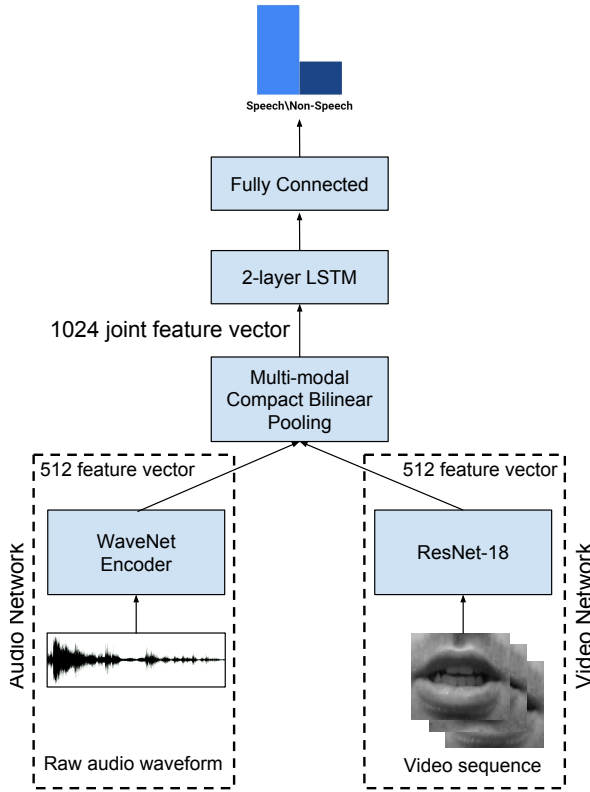 Speech\Non-Speech
Fully Connected
2-layer LSTM
1024 joint feature vector
Multi-modal
Compact Bilinear
Pooling
512 feature vector
512 feature vector
Audio Network
WaveNet
Encoder
ResNet-18
Video Network
Raw audio waveform
Video sequence